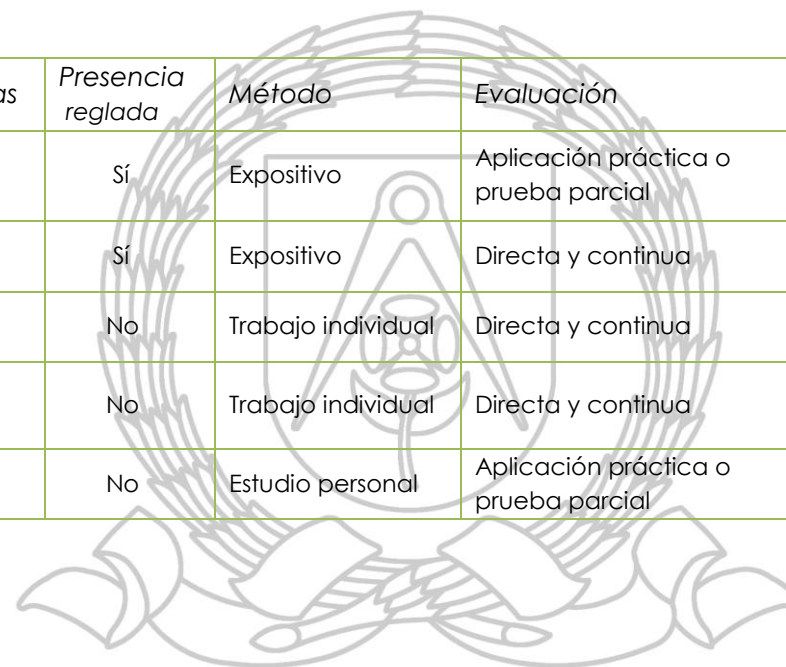 as Presencia reglada Método Evaluación
Sí Expositivo Aplicación práctica o prueba parcial
Sí Expositivo Directa y continua
No Trabajo individual Directa y continua
No Trabajo individual Directa y continua
No Estudio personal Aplicación práctica o prueba parcial